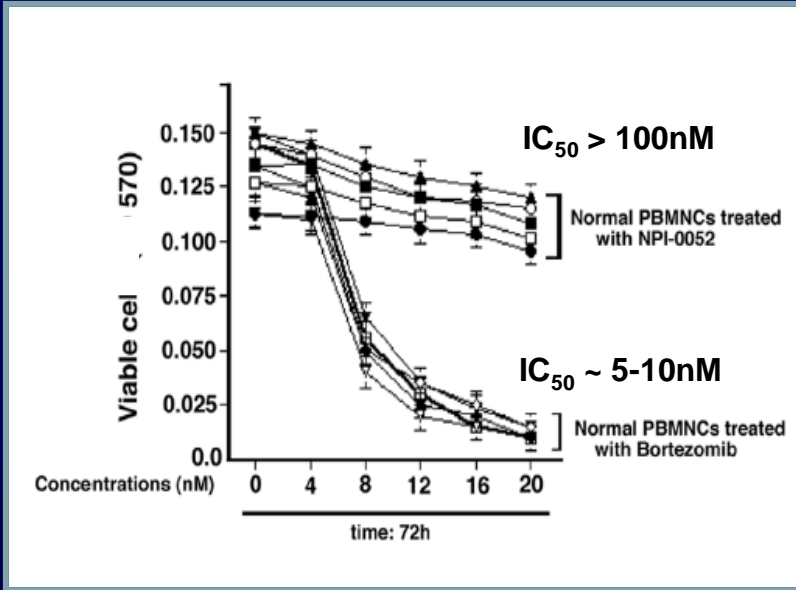 Viable cel 570)
0.150
0.125
0.100
0.075
0.050
0.025
0.0
IC50 > 100nM
Normal PBMNCs treated
with NPI-0052
IC50 ~ 5-10nM
Normal PBMNCs treated
with Bortezomib
Concentrations (nM) 0 4 8 12 16 20
time: 72h